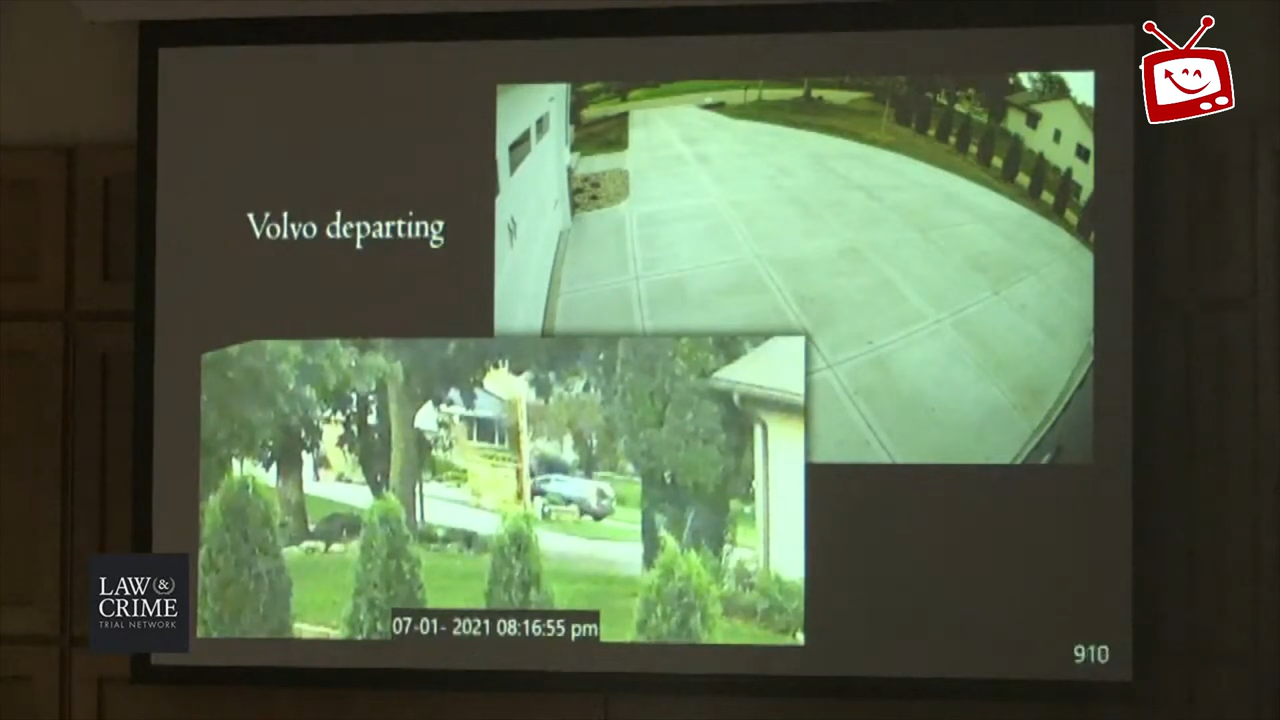 Volvo departing
07-01- 2021 08:16:55 pm
LAW &
CRIME
TRIAL NETWORK
910